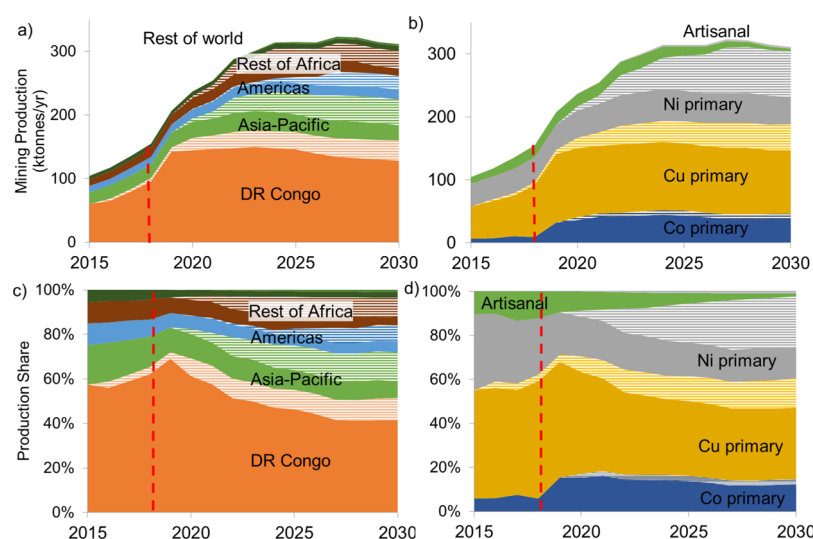 a)
Rest of world
Rest of Africa
Americas
Asia-Pacific
DR Congo
Mining Production
(ktonnes/yr)
300
200
100
0
2015
2020
2025
2030
b)
Artisanal
Ni primary
Cu primary
Co primary
300
200
100
0
2015
2020
2025
2030
c)
Rest of Africa
Americas
Asia-Pacific
DR Congo
Production Share
100%
80%
60%
40%
20%
0%
2015
2020
2025
2030
d)
Artisanal
Ni primary
Cu primary
Co primary
100%
80%
60%
40%
20%
0%
2015
2020
2025
2030